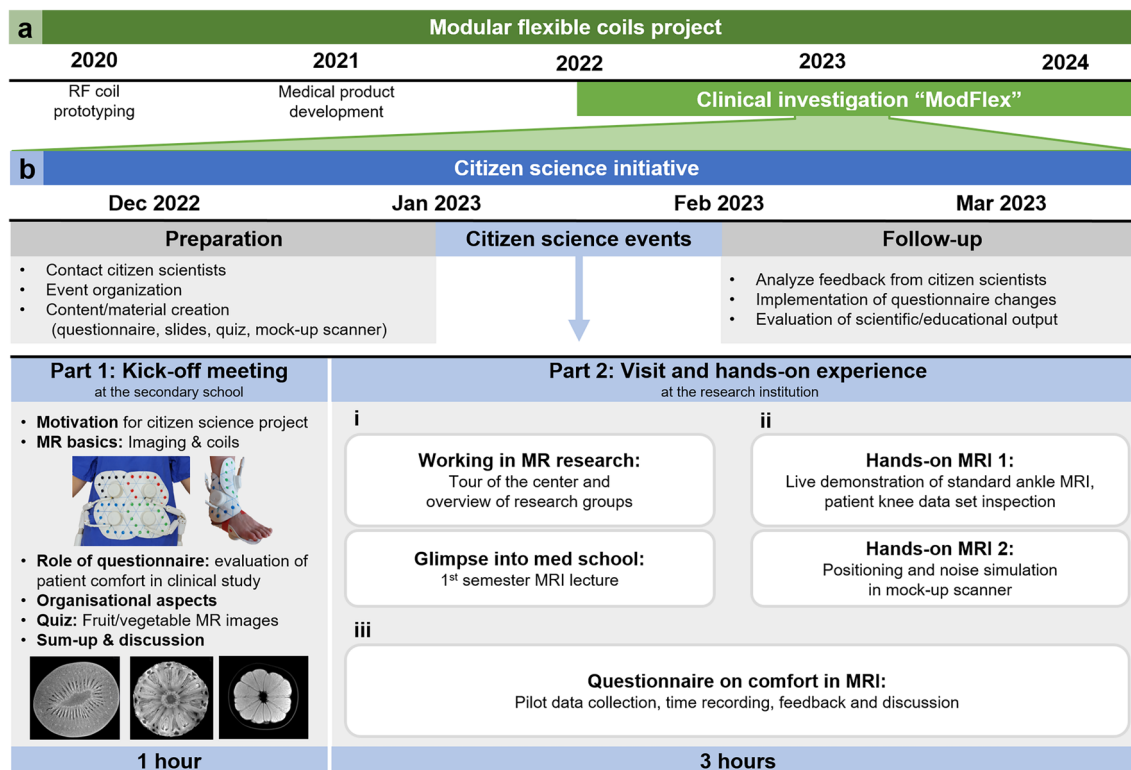 a
Modular flexible coils project
2020
2021
2022
2023
2024
RF coil
prototyping
Medical product
development
Clinical investigation “ModFlex”
b
Citizen science initiative
Dec 2022
Jan 2023
Feb 2023
Mar 2023
Preparation
• Contact citizen scientists
• Event organization
• Content/material creation
(questionnaire, slides, quiz, mock-up scanner)
Citizen science events
Follow-up
• Analyze feedback from citizen scientists
• Implementation of questionnaire changes
• Evaluation of scientific/educational output
Part 1: Kick-off meeting
at the secondary school
• Motivation for citizen science project
• MR basics: Imaging & coils
• Role of questionnaire: evaluation of
patient comfort in clinical study
• Organisational aspects
• Quiz: Fruit/vegetable MR images
• Sum-up & discussion
1 hour
Part 2: Visit and hands-on experience
at the research institution
i
Working in MR research:
Tour of the center and
overview of research groups
Glimpse into med school:
1st semester MRI lecture
ii
Hands-on MRI 1:
Live demonstration of standard ankle MRI,
patient knee data set inspection
Hands-on MRI 2:
Positioning and noise simulation
in mock-up scanner
iii
Questionnaire on comfort in MRI:
Pilot data collection, time recording, feedback and discussion
3 hours